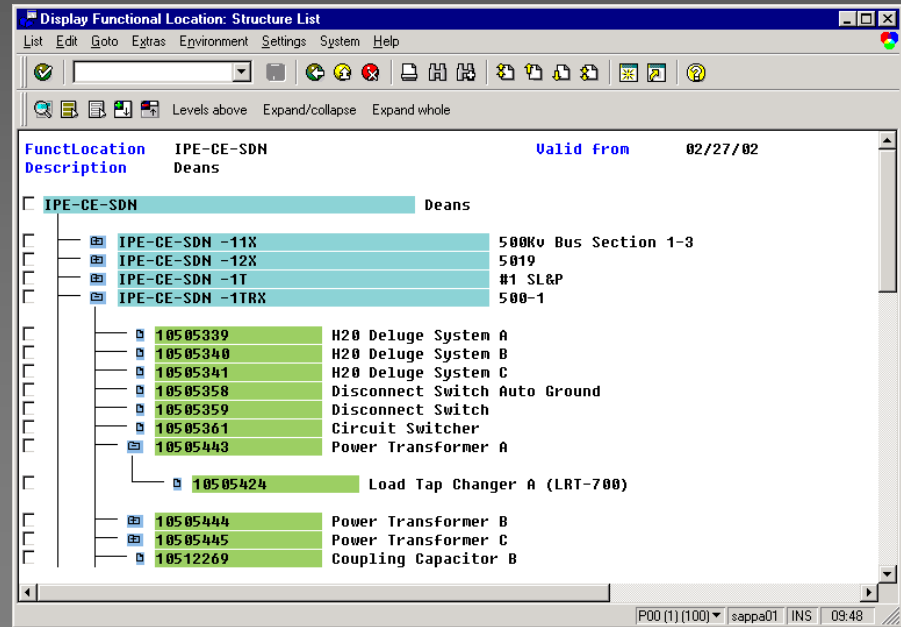 Display Functional Location: Structure List
List Edit Goto Extras Environment Settings System Help
Levels above Expand/collapse Expand whole
FunctLocation IPE-CE-SDN Valid from 02/27/02
Description Deans
IPE-CE-SDN Deans
IPE-CE-SDN -11X 500Kv Bus Section 1-3
IPE-CE-SDN -12X 5019
IPE-CE-SDN -1T #1 SL&P
IPE-CE-SDN -1TRX 500-1
10505339 H20 Deluge System A
10505340 H20 Deluge System B
10505341 H20 Deluge System C
10505358 Disconnect Switch Auto Ground
10505359 Disconnect Switch
10505361 Circuit Switcher
10505443 Power Transformer A
10505424 Load Tap Changer A (LRT-700)
10505444 Power Transformer B
10505445 Power Transformer C
10512269 Coupling Capacitor B
P00 (1) (100) sappa01 INS 09:48